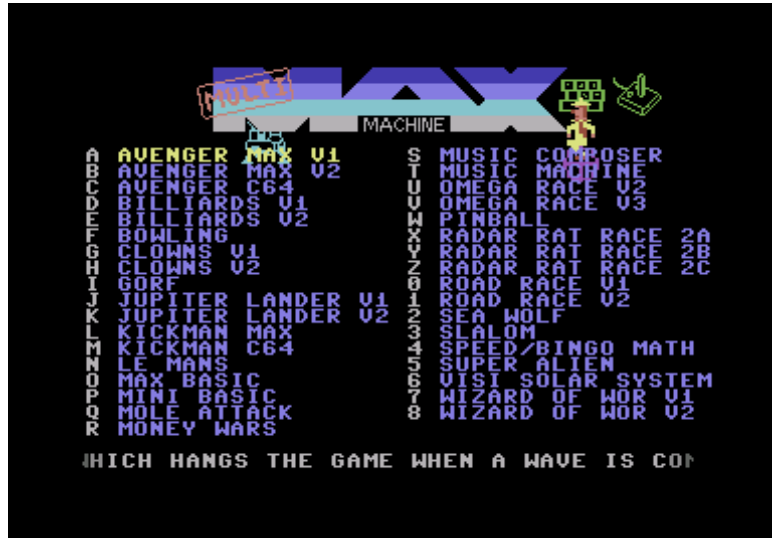 MULTI
MAX
MACHINE
A AVENGER MAX V1
B AVENGER MAX V2
C AVENGER C64
D BILLIARDS V1
E BILLIARDS V2
F BOWLING
G CLOWNS V1
H CLOWNS V2
I GORF
J JUPITER LANDER V1
K JUPITER LANDER V2
L KICKMAN MAX
M KICKMAN C64
N LE MANS
O MAX BASIC
P MINI BASIC
Q MOLE ATTACK
R MONEY WARS
S MUSIC COMPOSER
T MUSIC MACHINE
U OMEGA RACE V2
V OMEGA RACE V3
W PINBALL
X RADAR RAT RACE 2A
Y RADAR RAT RACE 2B
Z RADAR RAT RACE 2C
0 ROAD RACE V1
1 ROAD RACE V2
2 SEA WOLF
3 SLALOM
4 SPEED/BINGO MATH
5 SUPER ALIEN
6 VISI SOLAR SYSTEM
7 WIZARD OF WOR V1
8 WIZARD OF WOR V2
WHICH HANGS THE GAME WHEN A WAVE IS COM